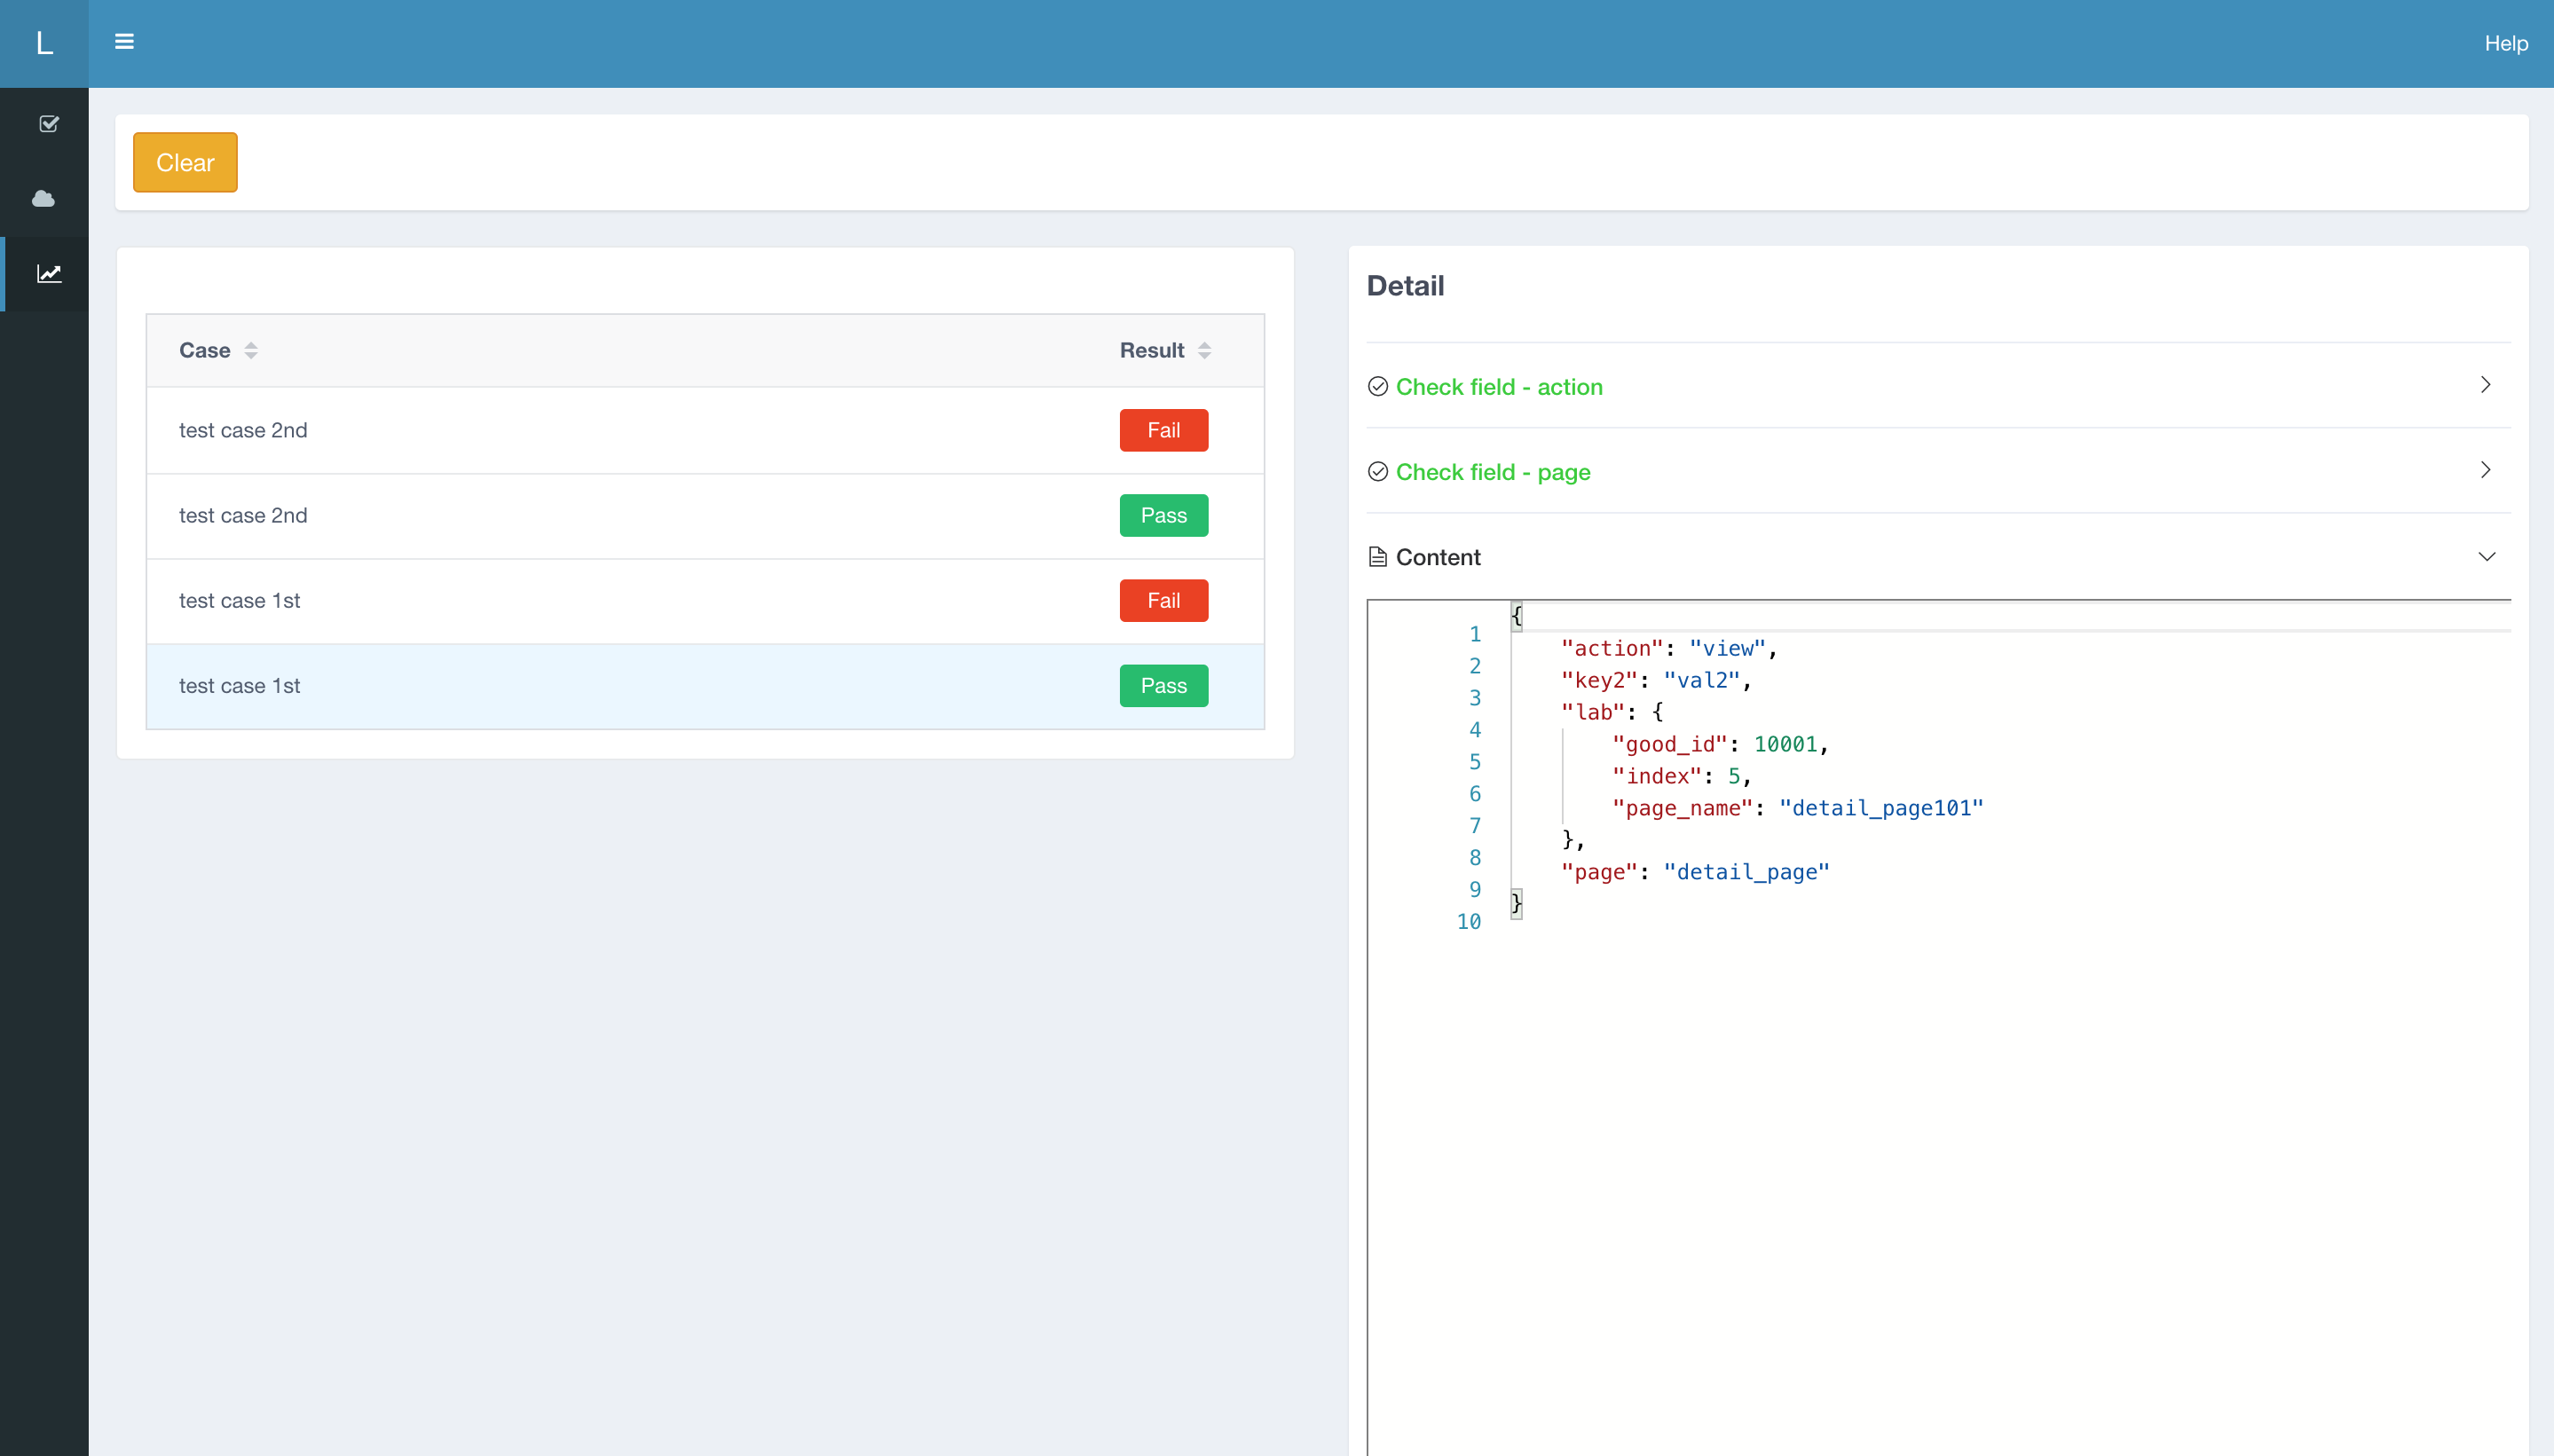 L
Help
Clear
Case Result
test case 2nd Fail
test case 2nd Pass
test case 1st Fail
test case 1st Pass
Detail
Check field - action
Check field - page
Content
1 {
2     "action": "view",
3     "key2": "val2",
4     "lab": {
5         "good_id": 10001,
6         "index": 5,
7         "page_name": "detail_page101"
8     },
9     "page": "detail_page"
10 }